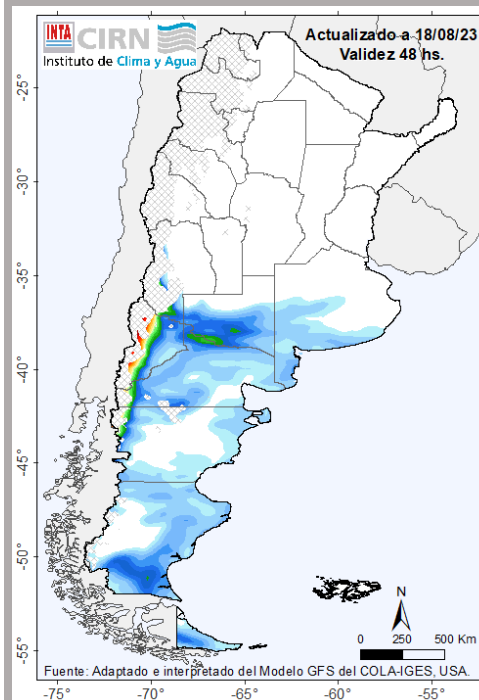 INTA CIRN
Instituto de Clima y Agua
Actualizado a 18/08/23
Validez 48 hs.
-25°
-30°
-35°
-40°
-45°
-50°
-55°
N
0 250 500 Km
Fuente: Adaptado e interpretado del Modelo GFS del COLA-IGES, USA.
-75° -70° -65° -60° -55°